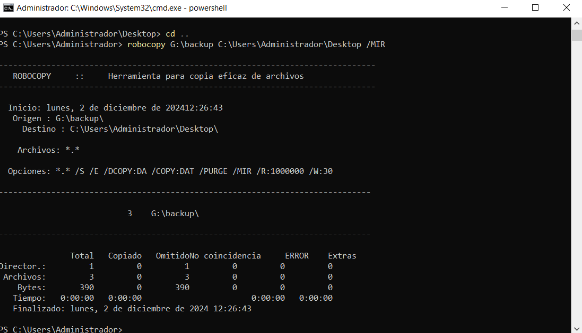 Administrador: C:\Windows\System32\cmd.exe - powershell
PS C:\Users\Administrador\Desktop> cd ..
PS C:\Users\Administrador> robocopy G:\backup C:\Users\Administrador\Desktop /MIR
-------------------------------------------------------------------------------
ROBOCOPY :: Herramienta para copia eficaz de archivos
-------------------------------------------------------------------------------
Inicio: lunes, 2 de diciembre de 202412:26:43
Origen : G:\backup\
Destino : C:\Users\Administrador\Desktop\
Archivos: *.*
Opciones: *.* /S /E /DCOPY:DA /COPY:DAT /PURGE /MIR /R:1000000 /W:30
------------------------------------------------------------------------------
3 G:\backup\
------------------------------------------------------------------------------
Total Copiado OmitidoNo coincidencia ERROR Extras
Director.: 1 0 1 0 0 0
Archivos: 3 0 3 0 0 0
Bytes: 390 0 390 0 0 0
Tiempo: 0:00:00 0:00:00 0:00:00 0:00:00
Finalizado: lunes, 2 de diciembre de 2024 12:26:43
PS C:\Users\Administrador>